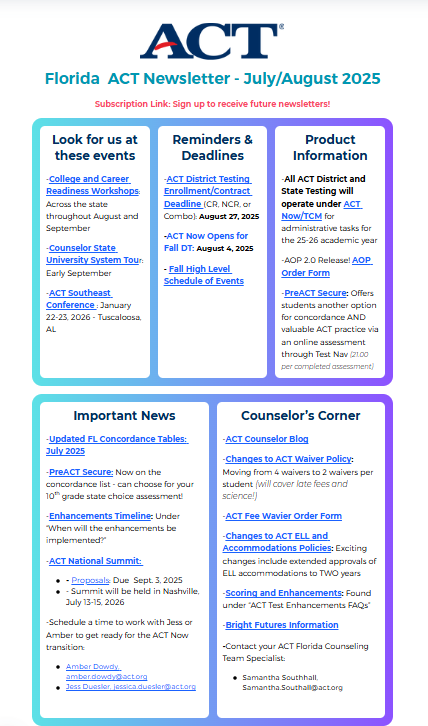 ACT®
Florida ACT Newsletter - July/August 2025
Subscription Link: Sign up to receive future newsletters!
Look for us at
these events
-College and Career
Readiness Workshops:
Across the state
throughout August and
September
-Counselor State
University System Tour:
Early September
-ACT Southeast
Conference : January
22-23, 2026 - Tuscaloosa,
AL
Reminders &
Deadlines
-ACT District Testing
Enrollment/Contract
Deadline (CR, NCR, or
Combo): August 27, 2025
-ACT Now Opens for
Fall DT: August 4, 2025
- Fall High Level
Schedule of Events
Product
Information
-All ACT District and
State Testing will
operate under ACT
Now/TCM for
administrative tasks for
the 25-26 academic year
-AOP 2.0 Release! AOP
Order Form
-PreACT Secure: Offers
students another option
for concordance AND
valuable ACT practice via
an online assessment
through Test Nav (21.00
per completed assessment)
Important News
-Updated FL Concordance Tables:
July 2025
-PreACT Secure: Now on the
concordance list - can choose for your
10th grade state choice assessment!
-Enhancements Timeline: Under
"When will the enhancements be
implemented?"
-ACT National Summit:
- Proposals: Due Sept. 3, 2025
- Summit will be held in Nashville,
July 13-15, 2026
-Schedule a time to work with Jess or
Amber to get ready for the ACT Now
transition:
Amber Dowdy,
amber.dowdy@act.org
Jess Duesler, jessica.duesler@act.org
Counselor's Corner
-ACT Counselor Blog
-Changes to ACT Waiver Policy:
Moving from 4 waivers to 2 waivers per
student (will cover late fees and
science!)
-ACT Fee Wavier Order Form
-Changes to ACT ELL and
Accommodations Policies: Exciting
changes include extended approvals of
ELL accommodations to TWO years
-Scoring and Enhancements: Found
under "ACT Test Enhancements FAQs"
-Bright Futures Information
-Contact your ACT Florida Counseling
Team Specialist:
Samantha Southhall,
Samantha.Southall@act.org